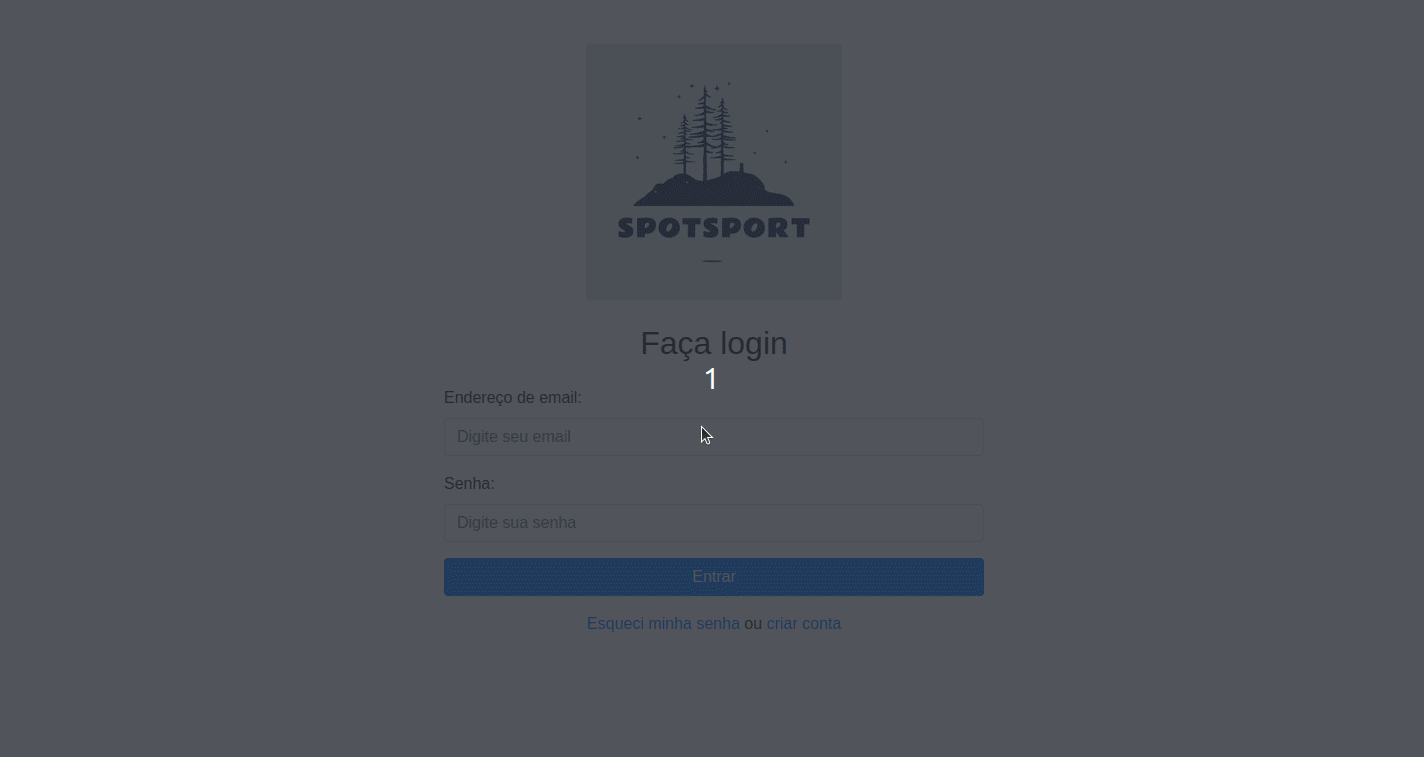 SPOTSPORT
Faça login
1
Endereço de email:
Digite seu email
Senha:
Digite sua senha
Entrar
Esqueci minha senha ou criar conta